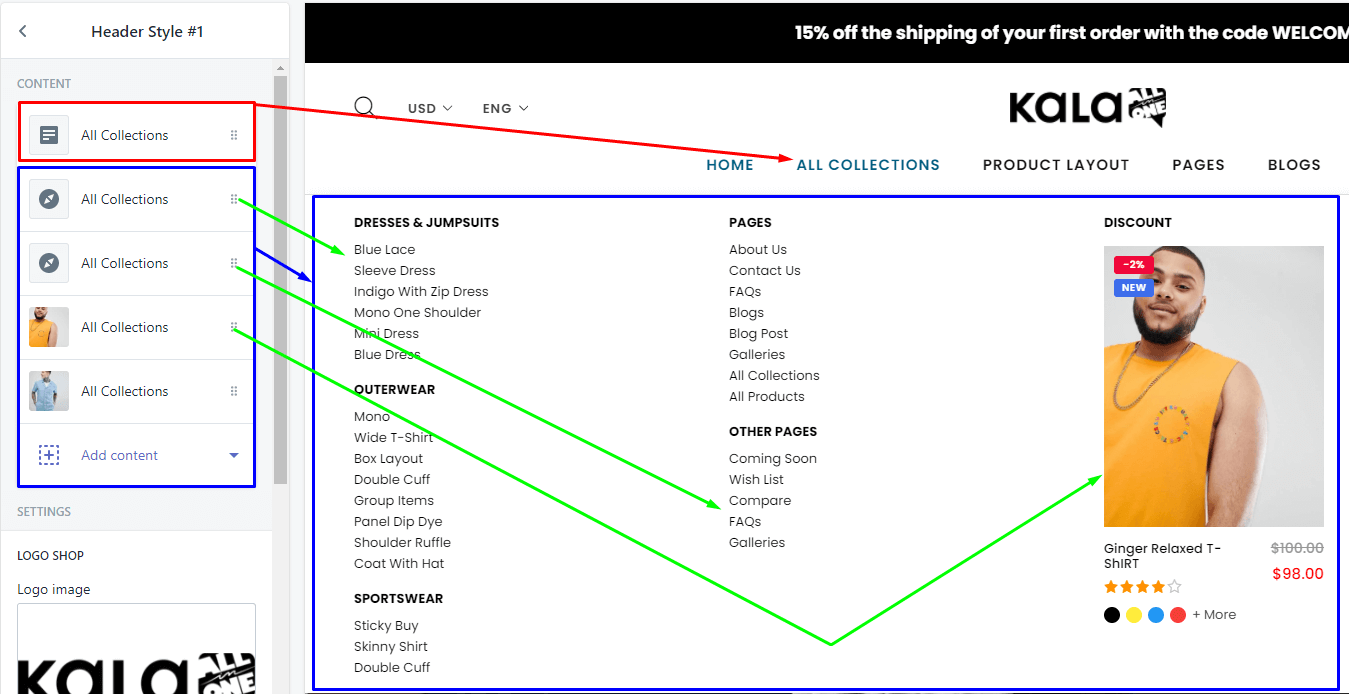 Header Style #1
CONTENT
All Collections
All Collections
All Collections
All Collections
All Collections
Add content
SETTINGS
LOGO SHOP
Logo image
KALA ALL in ONE
15% off the shipping of your first order with the code WELCOM
USD
ENG
KALA ALL in ONE
HOME
ALL COLLECTIONS
PRODUCT LAYOUT
PAGES
BLOGS
DRESSES & JUMPSUITS
Blue Lace
Sleeve Dress
Indigo With Zip Dress
Mono One Shoulder
Mini Dress
Blue Dress
OUTERWEAR
Mono
Wide T-Shirt
Box Layout
Double Cuff
Group Items
Panel Dip Dye
Shoulder Ruffle
Coat With Hat
SPORTSWEAR
Sticky Buy
Skinny Shirt
Double Cuff
PAGES
About Us
Contact Us
FAQs
Blogs
Blog Post
Galleries
All Collections
All Products
OTHER PAGES
Coming Soon
Wish List
Compare
FAQs
Galleries
DISCOUNT
-2%
NEW
Ginger Relaxed T-
ShIRT
$100.00
$98.00
+ More